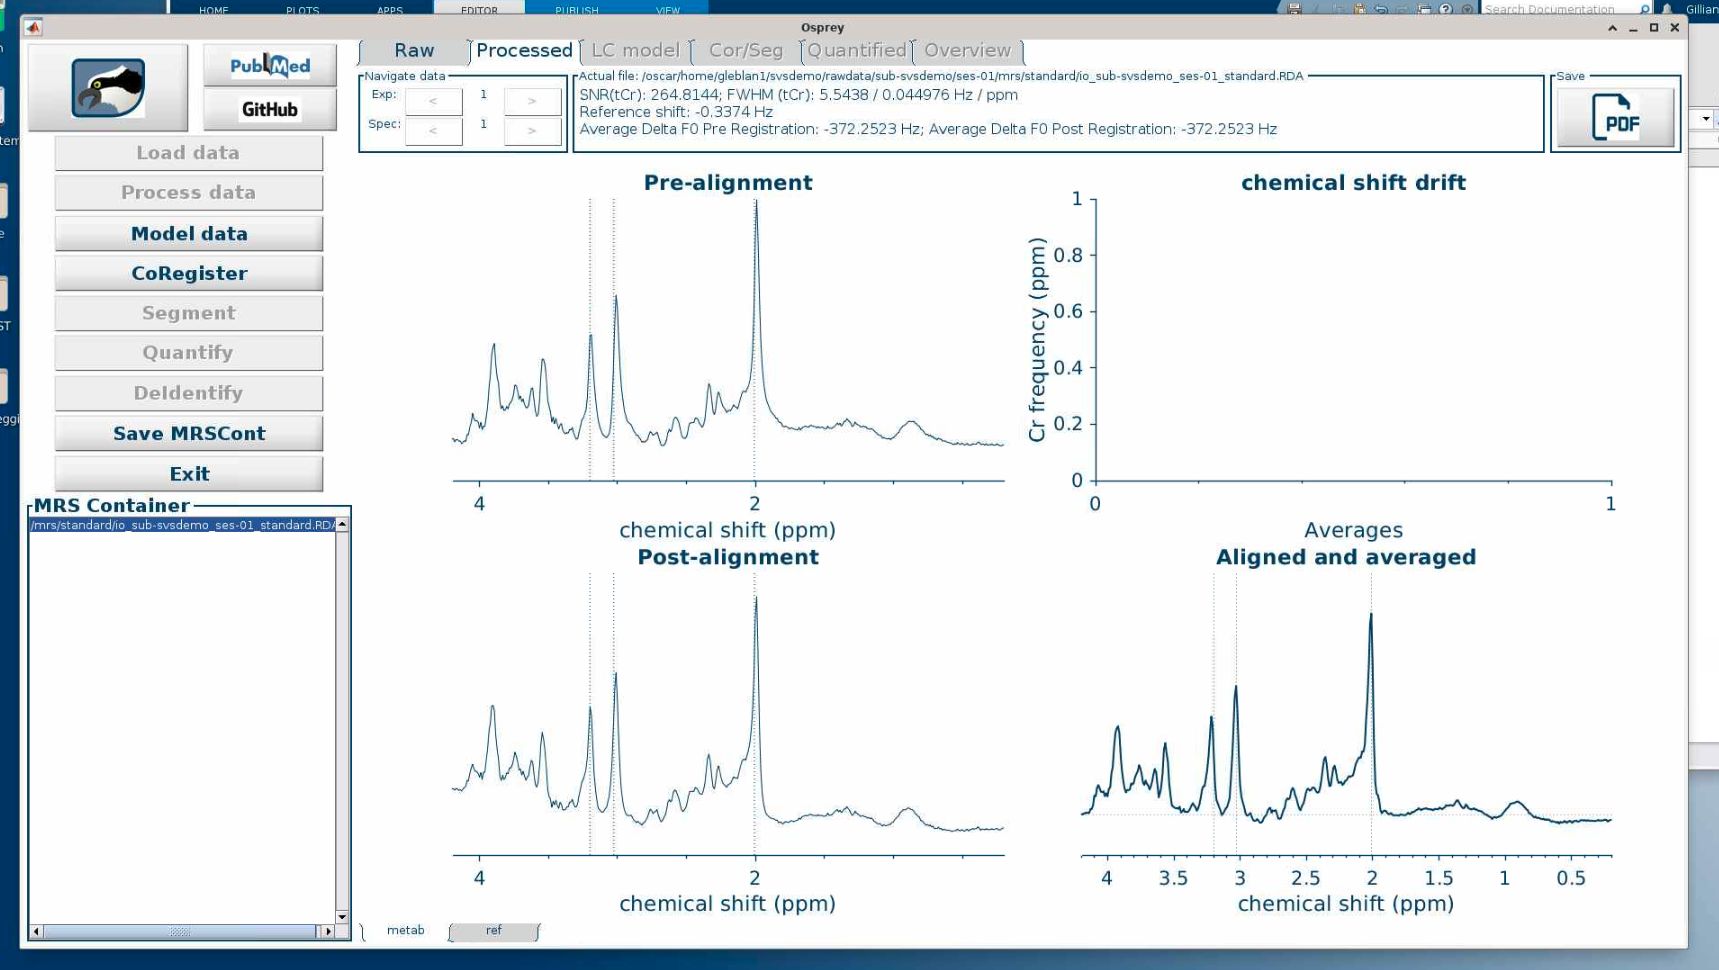 HOME PLOTS APPS EDITOR PUBLISH VIEW
Search Documentation
Gillian
Osprey
PubMed
GitHub
Load data
Process data
Model data
CoRegister
Segment
Quantify
DeIdentify
Save MRSCont
Exit
MRS Container
/mrs/standard/io_sub-svsdemo_ses-01_standard.RDA
Raw Processed LC model Cor/Seg Quantified Overview
Navigate data
Exp: < 1 >
Spec: < 1 >
Actual file: /oscar/home/gleblan1/svsdemo/rawdata/sub-svsdemo/ses-01/mrs/standard/io_sub-svsdemo_ses-01_standard.RDA
SNR(tCr): 264.8144; FWHM (tCr): 5.5438 / 0.044976 Hz / ppm
Reference shift: -0.3374 Hz
Average Delta F0 Pre Registration: -372.2523 Hz; Average Delta F0 Post Registration: -372.2523 Hz
Save
PDF
Pre-alignment
4 2
chemical shift (ppm)
chemical shift drift
Cr frequency (ppm)
1
0.8
0.6
0.4
0.2
0
0 1
Averages
Post-alignment
4 2
chemical shift (ppm)
Aligned and averaged
4 3.5 3 2.5 2 1.5 1 0.5
chemical shift (ppm)
metab ref